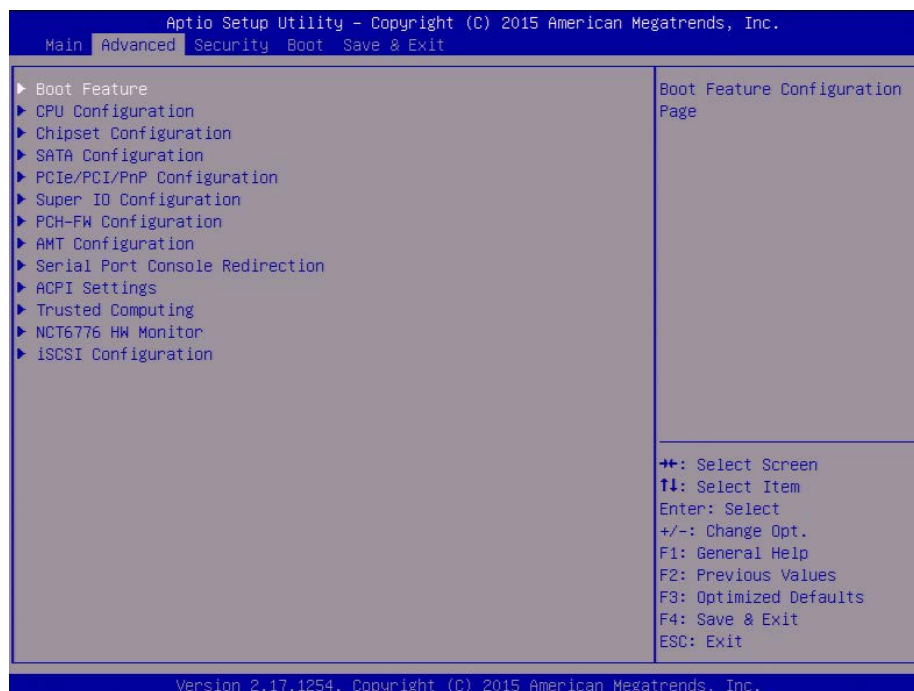 Aptio Setup Utility – Copyright (C) 2015 American Megatrends, Inc.
Main Advanced Security Boot Save & Exit
Boot Feature
CPU Configuration
Chipset Configuration
SATA Configuration
PCIe/PCI/PnP Configuration
Super IO Configuration
PCH-FW Configuration
AMT Configuration
Serial Port Console Redirection
ACPI Settings
Trusted Computing
NCT6776 HW Monitor
iSCSI Configuration
Boot Feature Configuration
Page
→←: Select Screen
↑↓: Select Item
Enter: Select
+/-: Change Opt.
F1: General Help
F2: Previous Values
F3: Optimized Defaults
F4: Save & Exit
ESC: Exit
Version 2.17.1254. Copyright (C) 2015 American Megatrends, Inc.